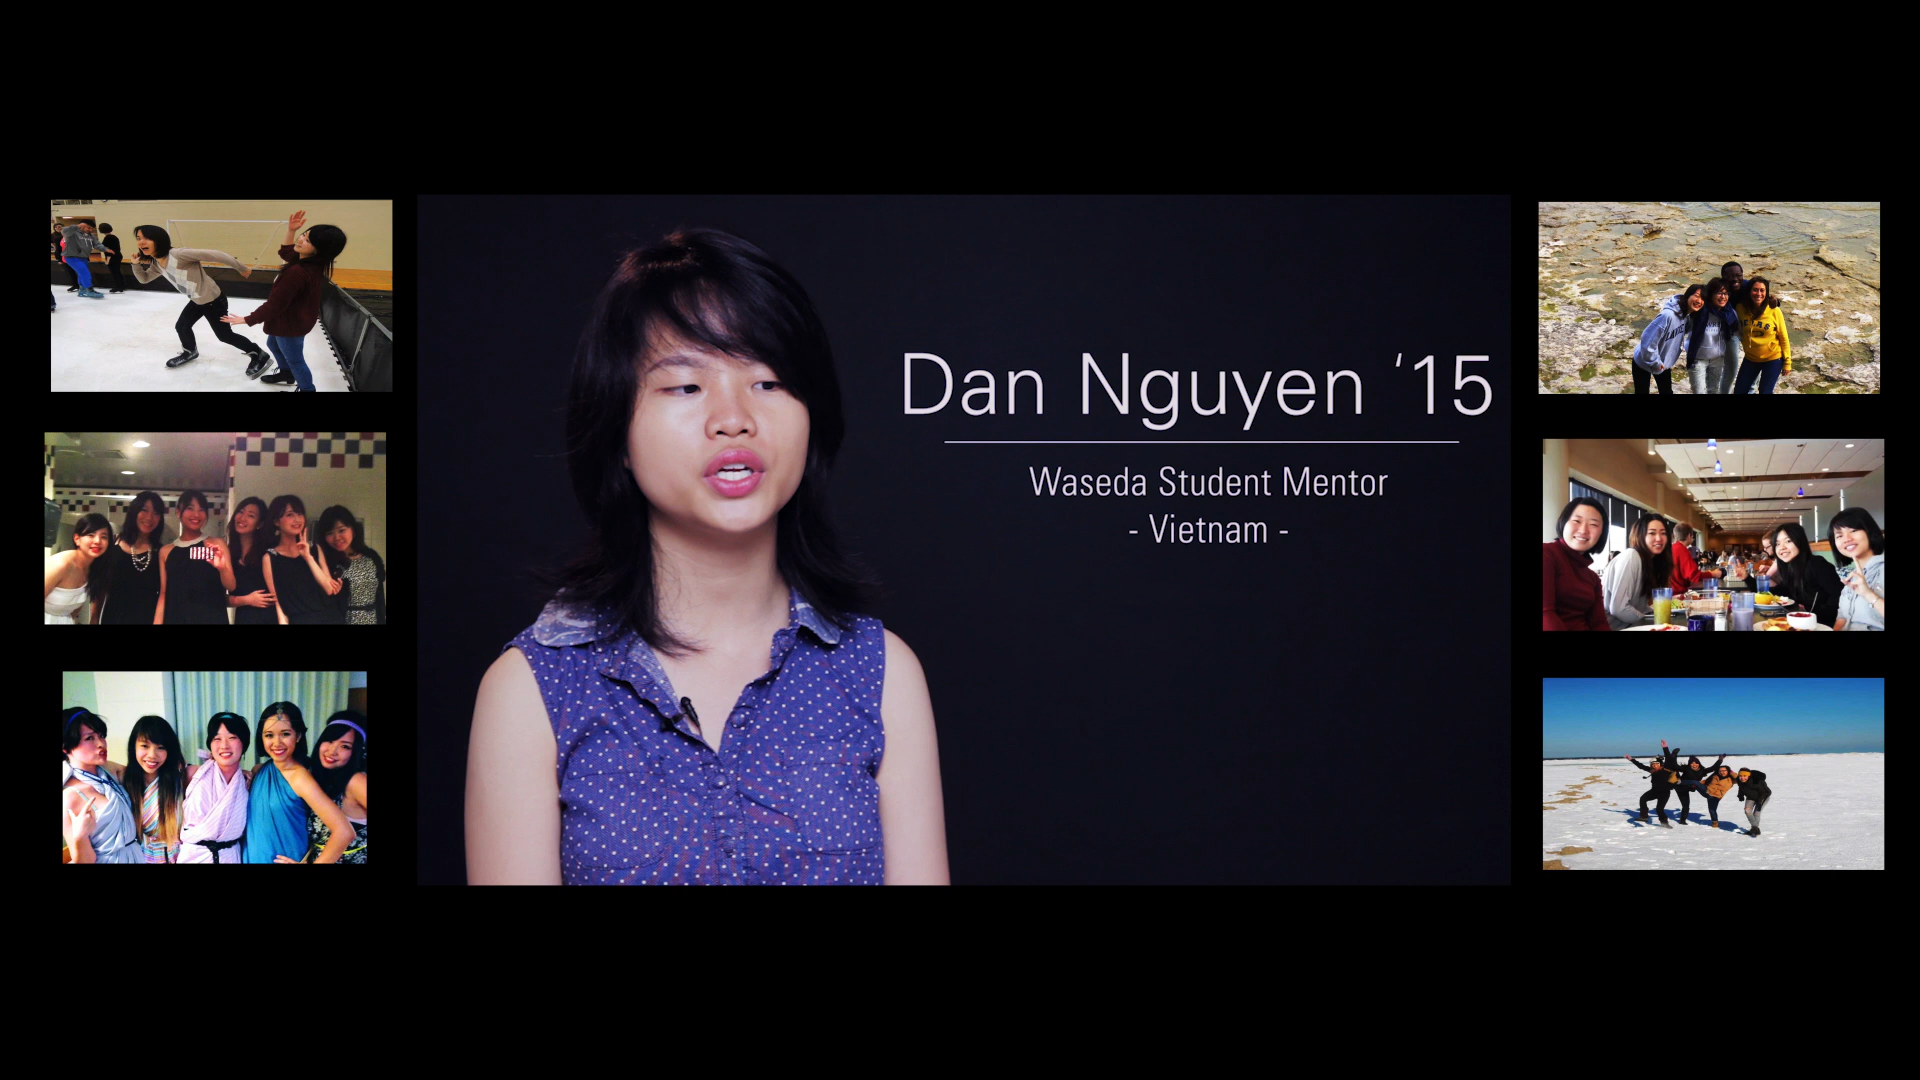 Dan Nguyen ‘15
Waseda Student Mentor
- Vietnam -